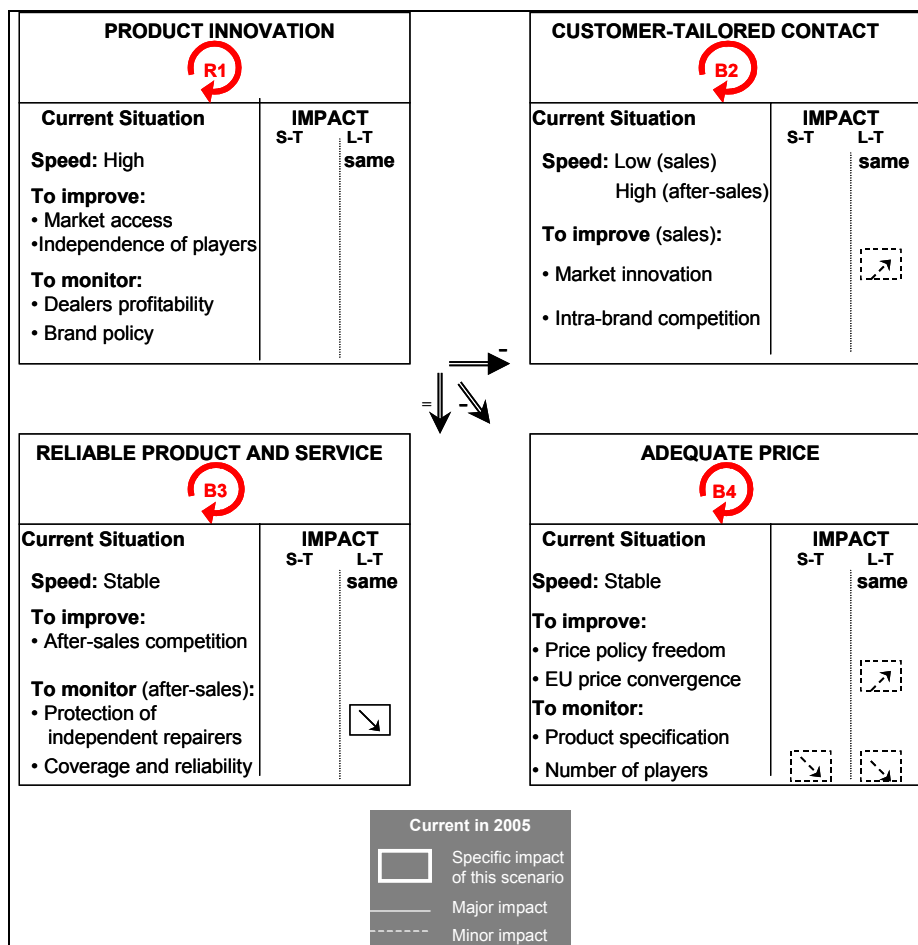 PRODUCT INNOVATION
R1
Current Situation
IMPACT
S-T L-T
Speed: High
same
To improve:
• Market access
•Independence of players
To monitor:
• Dealers profitability
• Brand policy
CUSTOMER-TAILORED CONTACT
B2
Current Situation
IMPACT
S-T L-T
Speed: Low (sales)
same
High (after-sales)
To improve (sales):
• Market innovation
• Intra-brand competition
-
= -
RELIABLE PRODUCT AND SERVICE
B3
Current Situation
IMPACT
S-T L-T
Speed: Stable
same
To improve:
• After-sales competition
To monitor (after-sales):
• Protection of
independent repairers
• Coverage and reliability
ADEQUATE PRICE
B4
Current Situation
IMPACT
S-T L-T
Speed: Stable
same
To improve:
• Price policy freedom
• EU price convergence
To monitor:
• Product specification
• Number of players
Current in 2005
Specific impact
of this scenario
Major impact
Minor impact